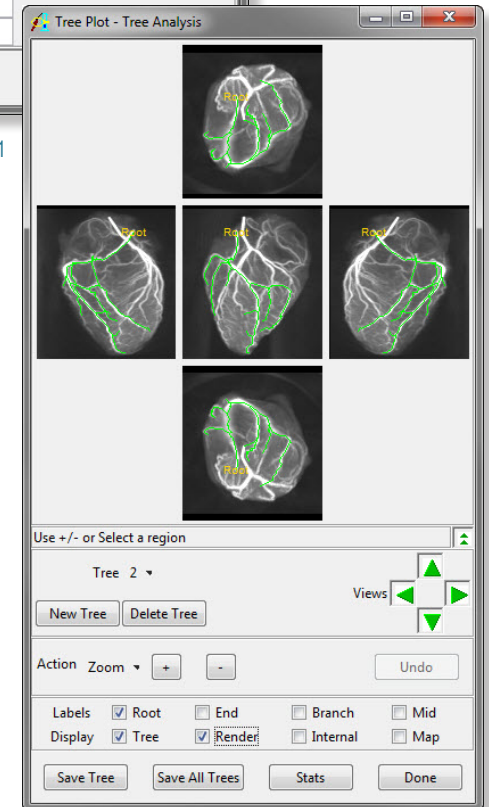 Tree Plot - Tree Analysis
Root
Root
Root
Root
Root
Use +/- or Select a region
Tree 2
Views
New Tree Delete Tree
Action Zoom + - Undo
Labels Root End Branch Mid
Display Tree Render Internal Map
Save Tree Save All Trees Stats Done